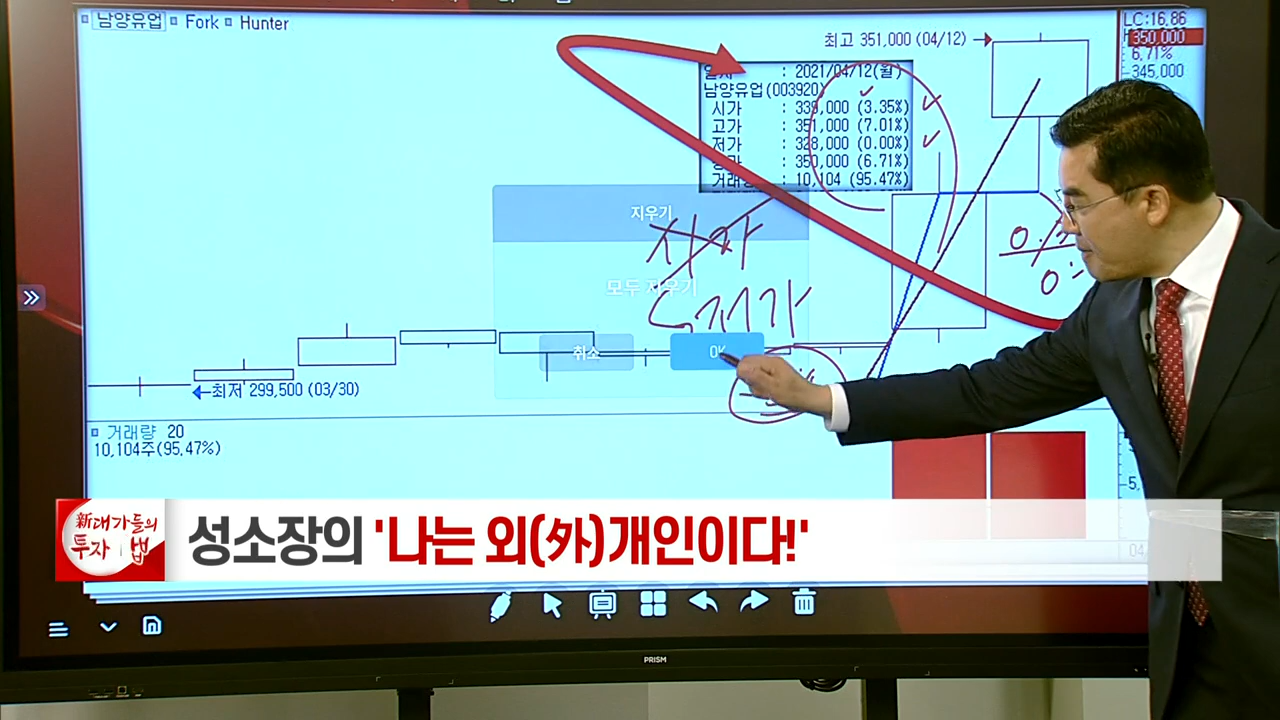 남양유업 Fork Hunter
LC:16.86
350,000
6.71%
345,000
최고 351,000 (04/12)
일자 : 2021/04/12(월)
남양유업(003920)
시가 : 339,000 (3.35%)
고가 : 351,000 (7.01%)
저가 : 328,000 (0.00%)
종가 : 350,000 (6.71%)
거래량 : 10,104 (95.47%)
지우기
모두 지우기
취소 OK
시가
저가
최저 299,500 (03/30)
거래량 20
10,104주(95.47%)
新대가들의
투자 비법
성소장의 '나는 외(外)개인이다!'
PRISM